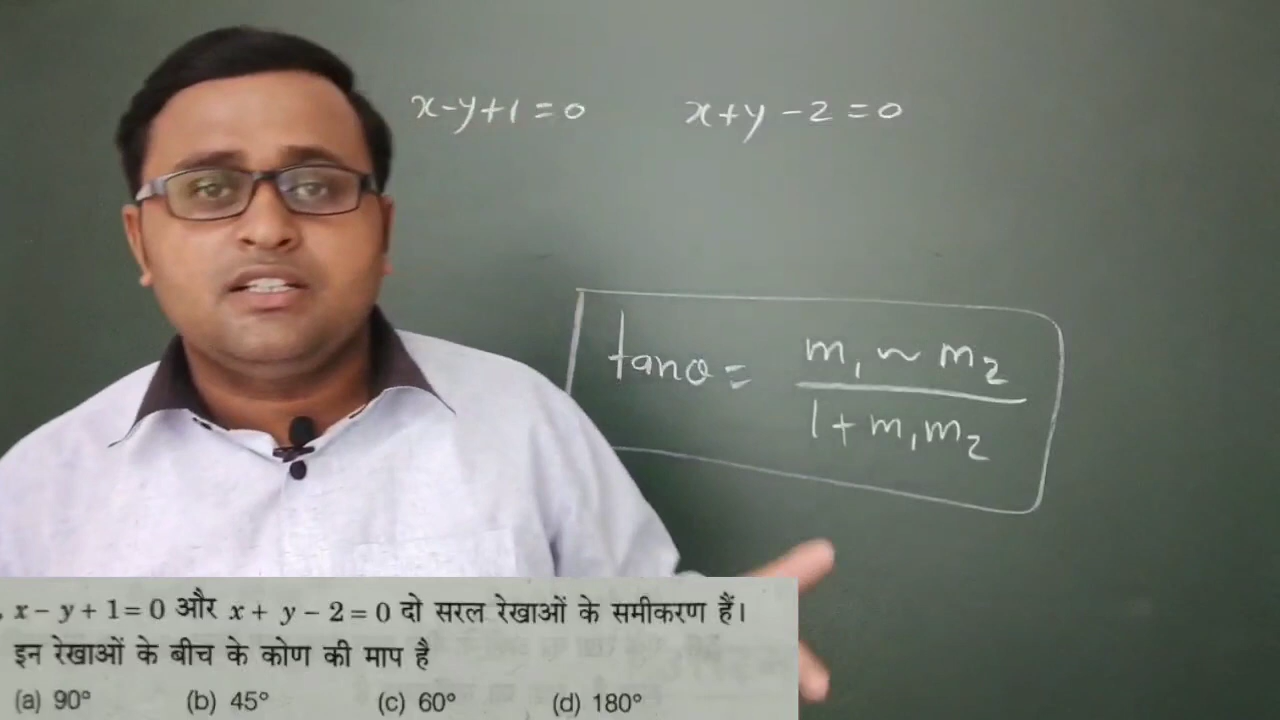 x-y+1=0 x+y-2=0
tanθ= m₁ ~ m₂
1+m₁m₂
x – y + 1 = 0 और x + y – 2 = 0 दो सरल रेखाओं के समीकरण हैं।
इन रेखाओं के बीच के कोण की माप है
(a) 90° (b) 45° (c) 60° (d) 180°